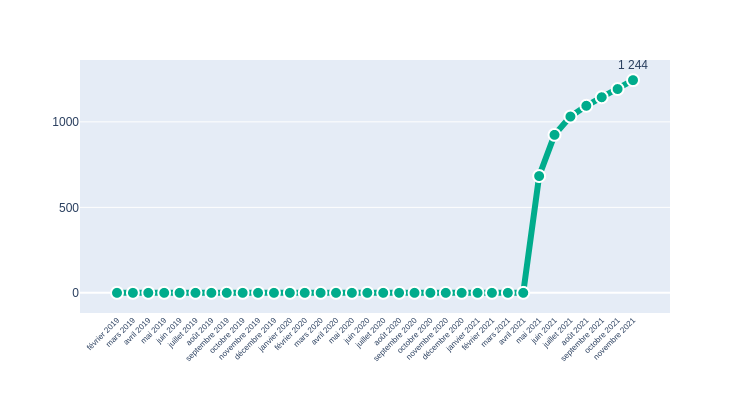 1 244
1000
500
0
février 2019
mars 2019
avril 2019
mai 2019
juin 2019
juillet 2019
août 2019
septembre 2019
octobre 2019
novembre 2019
décembre 2019
janvier 2020
février 2020
mars 2020
avril 2020
mai 2020
juin 2020
juillet 2020
août 2020
septembre 2020
octobre 2020
novembre 2020
décembre 2020
janvier 2021
février 2021
mars 2021
avril 2021
mai 2021
juin 2021
juillet 2021
août 2021
septembre 2021
octobre 2021
novembre 2021